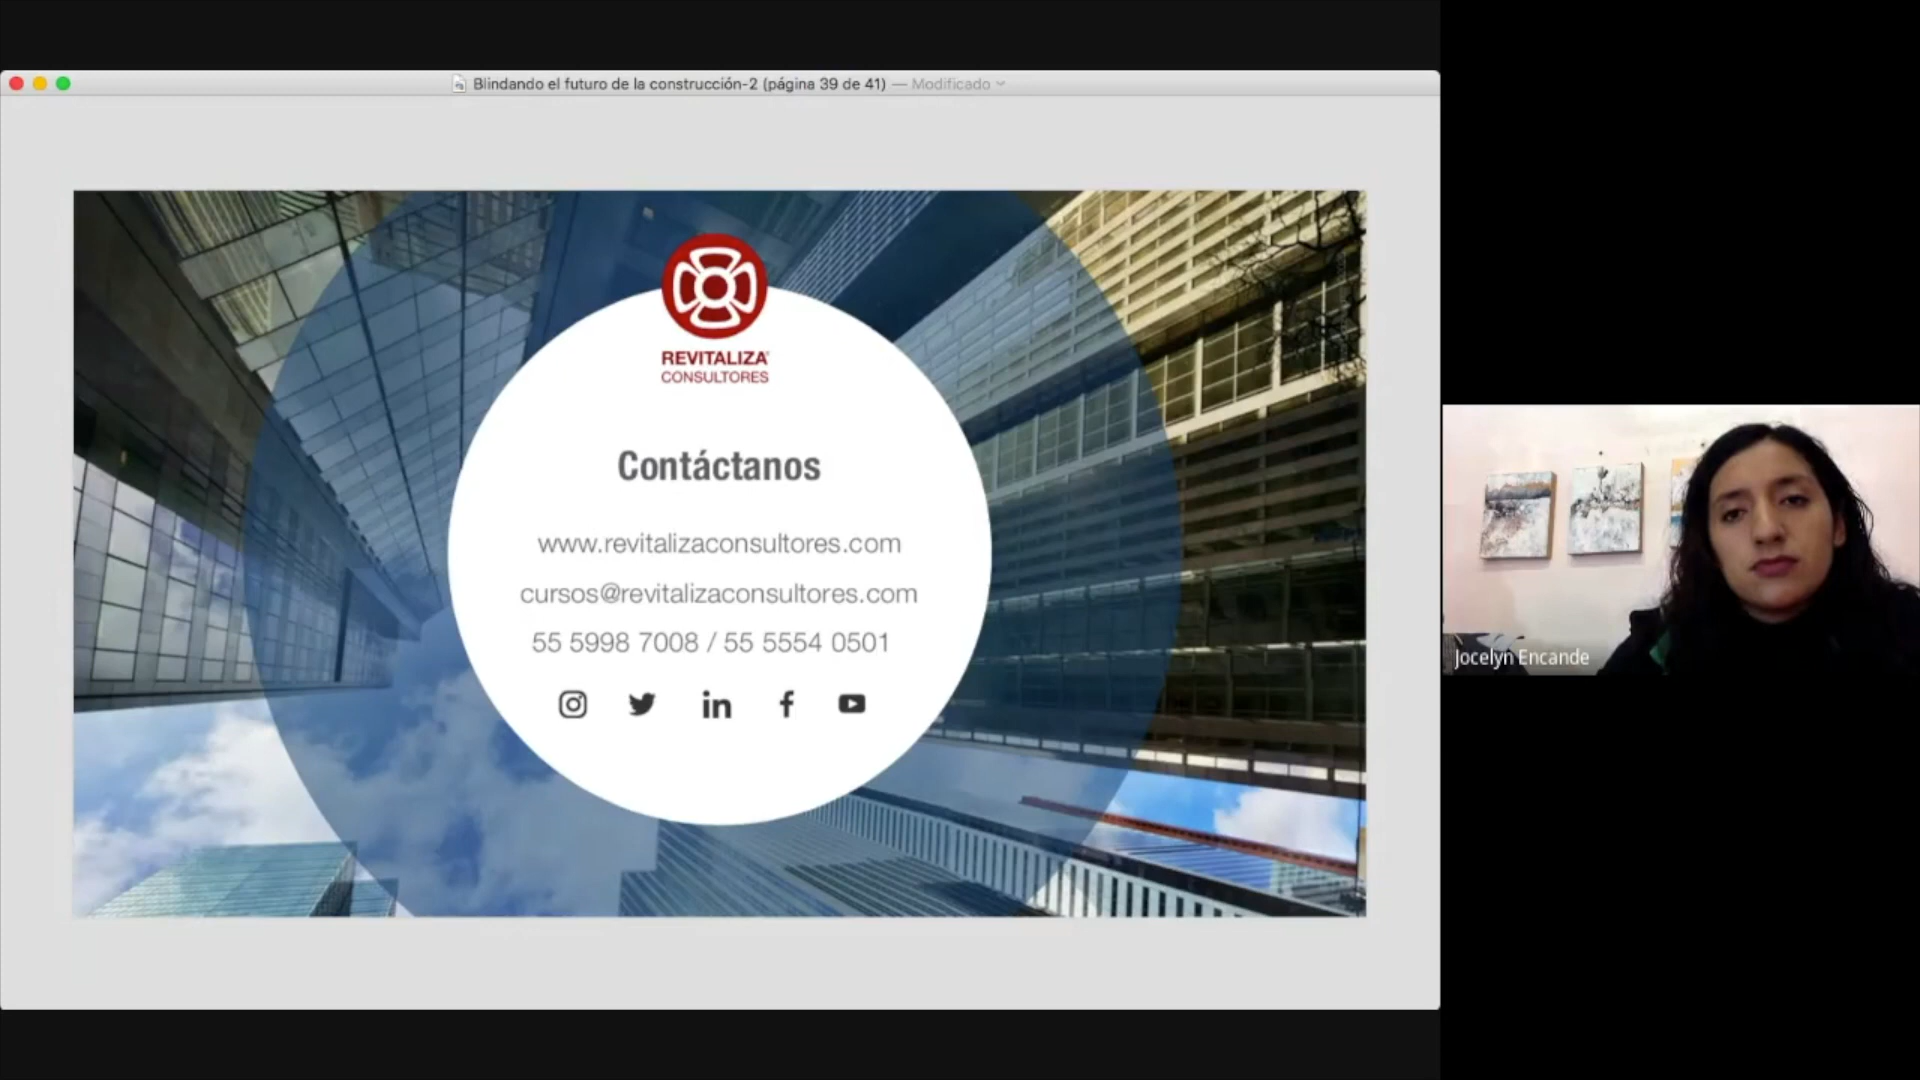 Blindando el futuro de la construcción-2 (página 39 de 41) — Modificado
REVITALIZA
CONSULTORES
Contáctanos
www.revitalizaconsultores.com
cursos@revitalizaconsultores.com
55 5998 7008 / 55 5554 0501
Jocelyn Encande